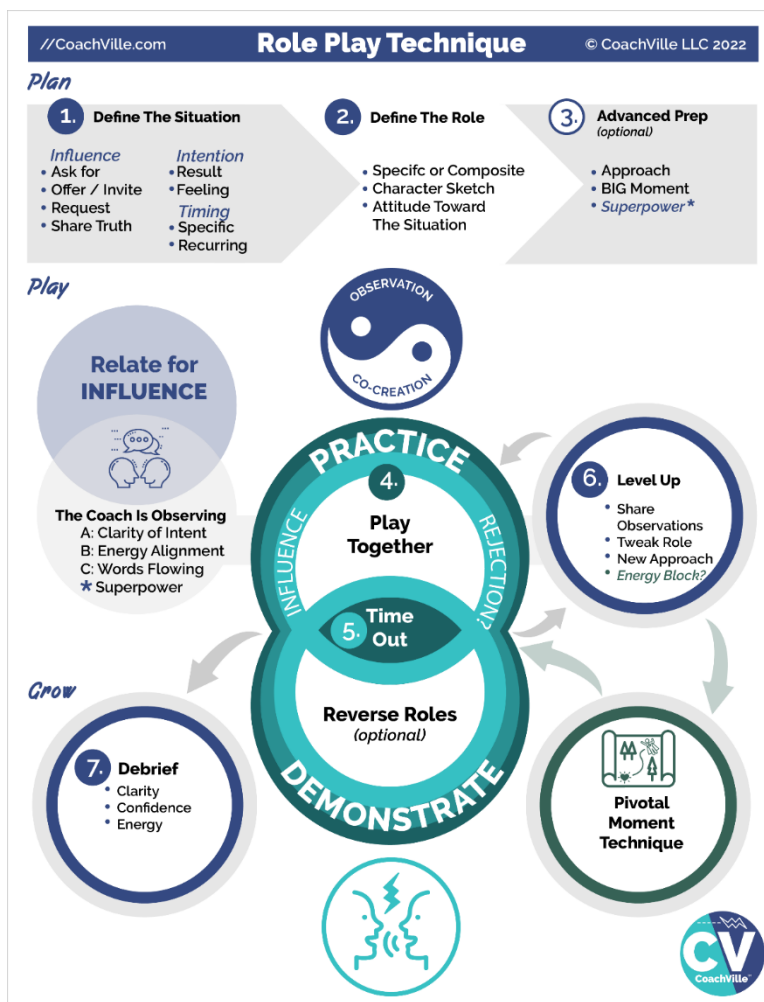 //CoachVille.com
Role Play Technique
© CoachVille LLC 2022
Plan
1. Define The Situation
Influence
• Ask for
• Offer / Invite
• Request
• Share Truth
Intention
• Result
• Feeling
Timing
• Specific
• Recurring
2. Define The Role
• Specifc or Composite
• Character Sketch
• Attitude Toward
The Situation
3. Advanced Prep
(optional)
• Approach
• BIG Moment
• Superpower*
Play
OBSERVATION
CO-CREATION
Relate for
INFLUENCE
The Coach Is Observing
A: Clarity of Intent
B: Energy Alignment
C: Words Flowing
* Superpower
PRACTICE
4.
Play
Together
INFLUENCE
REJECTION?
5. Time
Out
Reverse Roles
(optional)
DEMONSTRATE
6. Level Up
• Share
Observations
• Tweak Role
• New Approach
• Energy Block?
Grow
7. Debrief
• Clarity
• Confidence
• Energy
Pivotal
Moment
Technique
CV
CoachVille